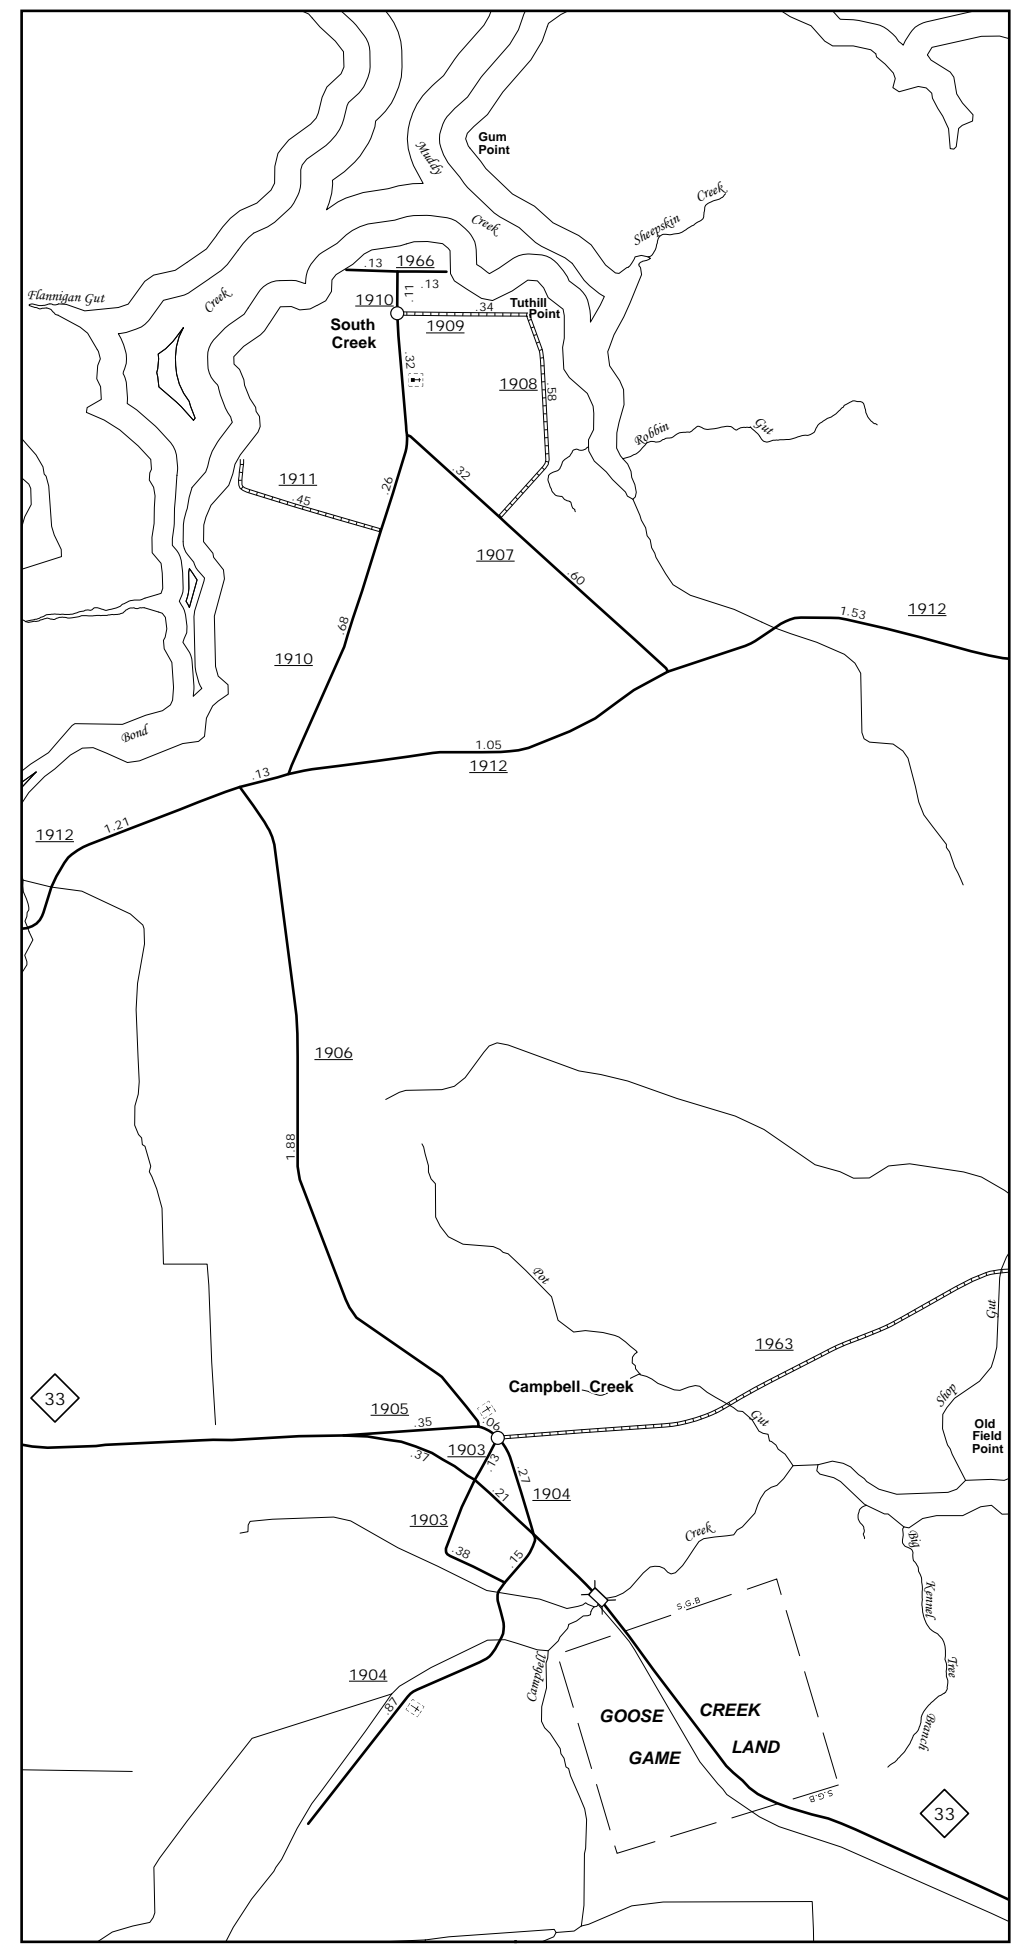 Gum
Point
Muddy
Creek
Sheepskin
Creek
Flannigan Gut
Creek
.13
1966
.13
.11
1910
Tuthill
Point
.34
1909
South
Creek
.32
1908
.58
Robbin
Gut
.32
1911
.45
.26
1907
.60
1912
1.53
.68
1910
Bond
1.05
1912
.13
1.21
1912
1906
1.88
Pot
Gut
1963
Campbell Creek
33
Shop
Gut
1905
.35
.06
Old
Field
Point
1903
.37
.13
.27
.21
1904
1903
Creek
Big
.38
.15
Kennel
S.G.B
Tree
1904
Campbell
.87
GOOSE
CREEK
GAME
LAND
Branch
S.G.B
33